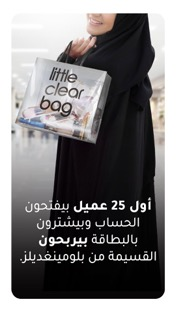 little
clear
bag
أول 25 عميل بيفتحون
الحساب وبيشترون
بالبطاقة بيربحون
القسيمة من بلومينغديلز.